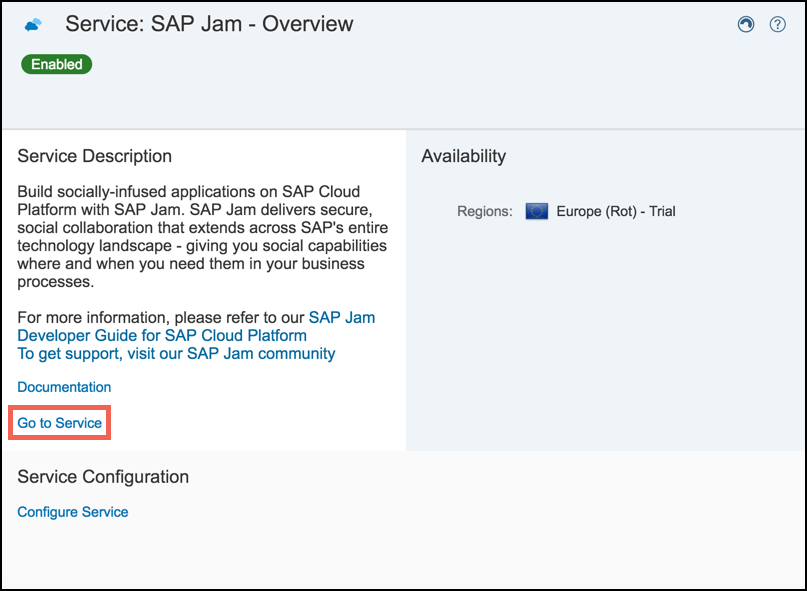 Service: SAP Jam - Overview
Enabled
Service Description
Build socially-infused applications on SAP Cloud
Platform with SAP Jam. SAP Jam delivers secure,
social collaboration that extends across SAP's entire
technology landscape - giving you social capabilities
where and when you need them in your business
processes.
For more information, please refer to our SAP Jam
Developer Guide for SAP Cloud Platform
To get support, visit our SAP Jam community
Documentation
Go to Service
Availability
Regions: Europe (Rot) - Trial
Service Configuration
Configure Service